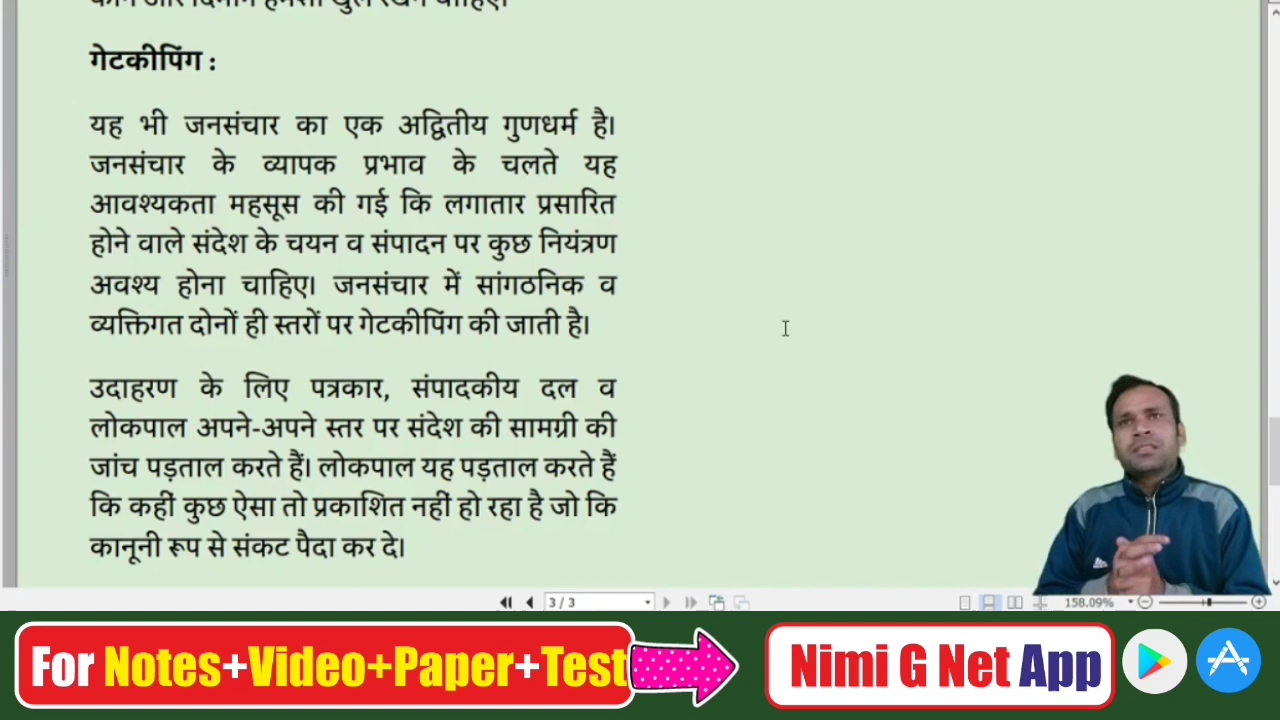 कान और दिमाग हमेशा खुले रखने चाहिए।
गेटकीपिंग :
यह भी जनसंचार का एक अद्वितीय गुणधर्म है।
जनसंचार के व्यापक प्रभाव के चलते यह
आवश्यकता महसूस की गई कि लगातार प्रसारित
होने वाले संदेश के चयन व संपादन पर कुछ नियंत्रण
अवश्य होना चाहिए। जनसंचार में सांगठनिक व
व्यक्तिगत दोनों ही स्तरों पर गेटकीपिंग की जाती है।
उदाहरण के लिए पत्रकार, संपादकीय दल व
लोकपाल अपने-अपने स्तर पर संदेश की सामग्री की
जांच पड़ताल करते हैं। लोकपाल यह पड़ताल करते हैं
कि कहीं कुछ ऐसा तो प्रकाशित नहीं हो रहा है जो कि
कानूनी रूप से संकट पैदा कर दे।
3 / 3
158.09%
For Notes+Video+Paper+Test
Nimi G Net App